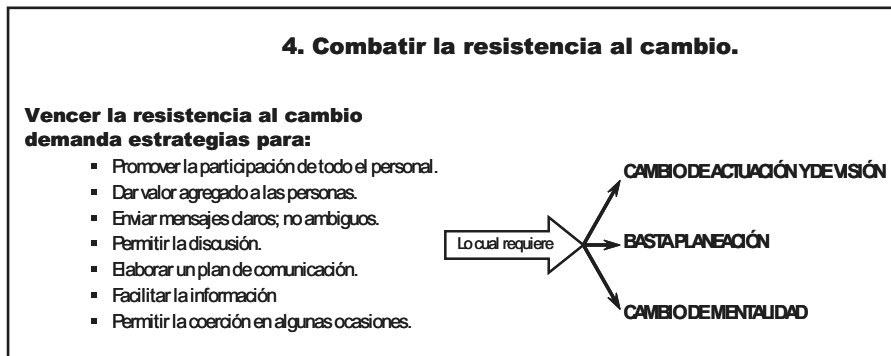 4. Combatir la resistencia al cambio.
Vencer la resistencia al cambio
demanda estrategias para:
▪ Promover la participación de todo el personal.
▪ Dar valor agregado a las personas.
▪ Enviar mensajes claros; no ambiguos.
▪ Permitir la discusión.
▪ Elaborar un plan de comunicación.
▪ Facilitar la información
▪ Permitir la coerción en algunas ocasiones.
Lo cual requiere
CAMBIO DE ACTUACIÓN Y DE VISIÓN
BASTA PLANEACIÓN
CAMBIO DE MENTALIDAD